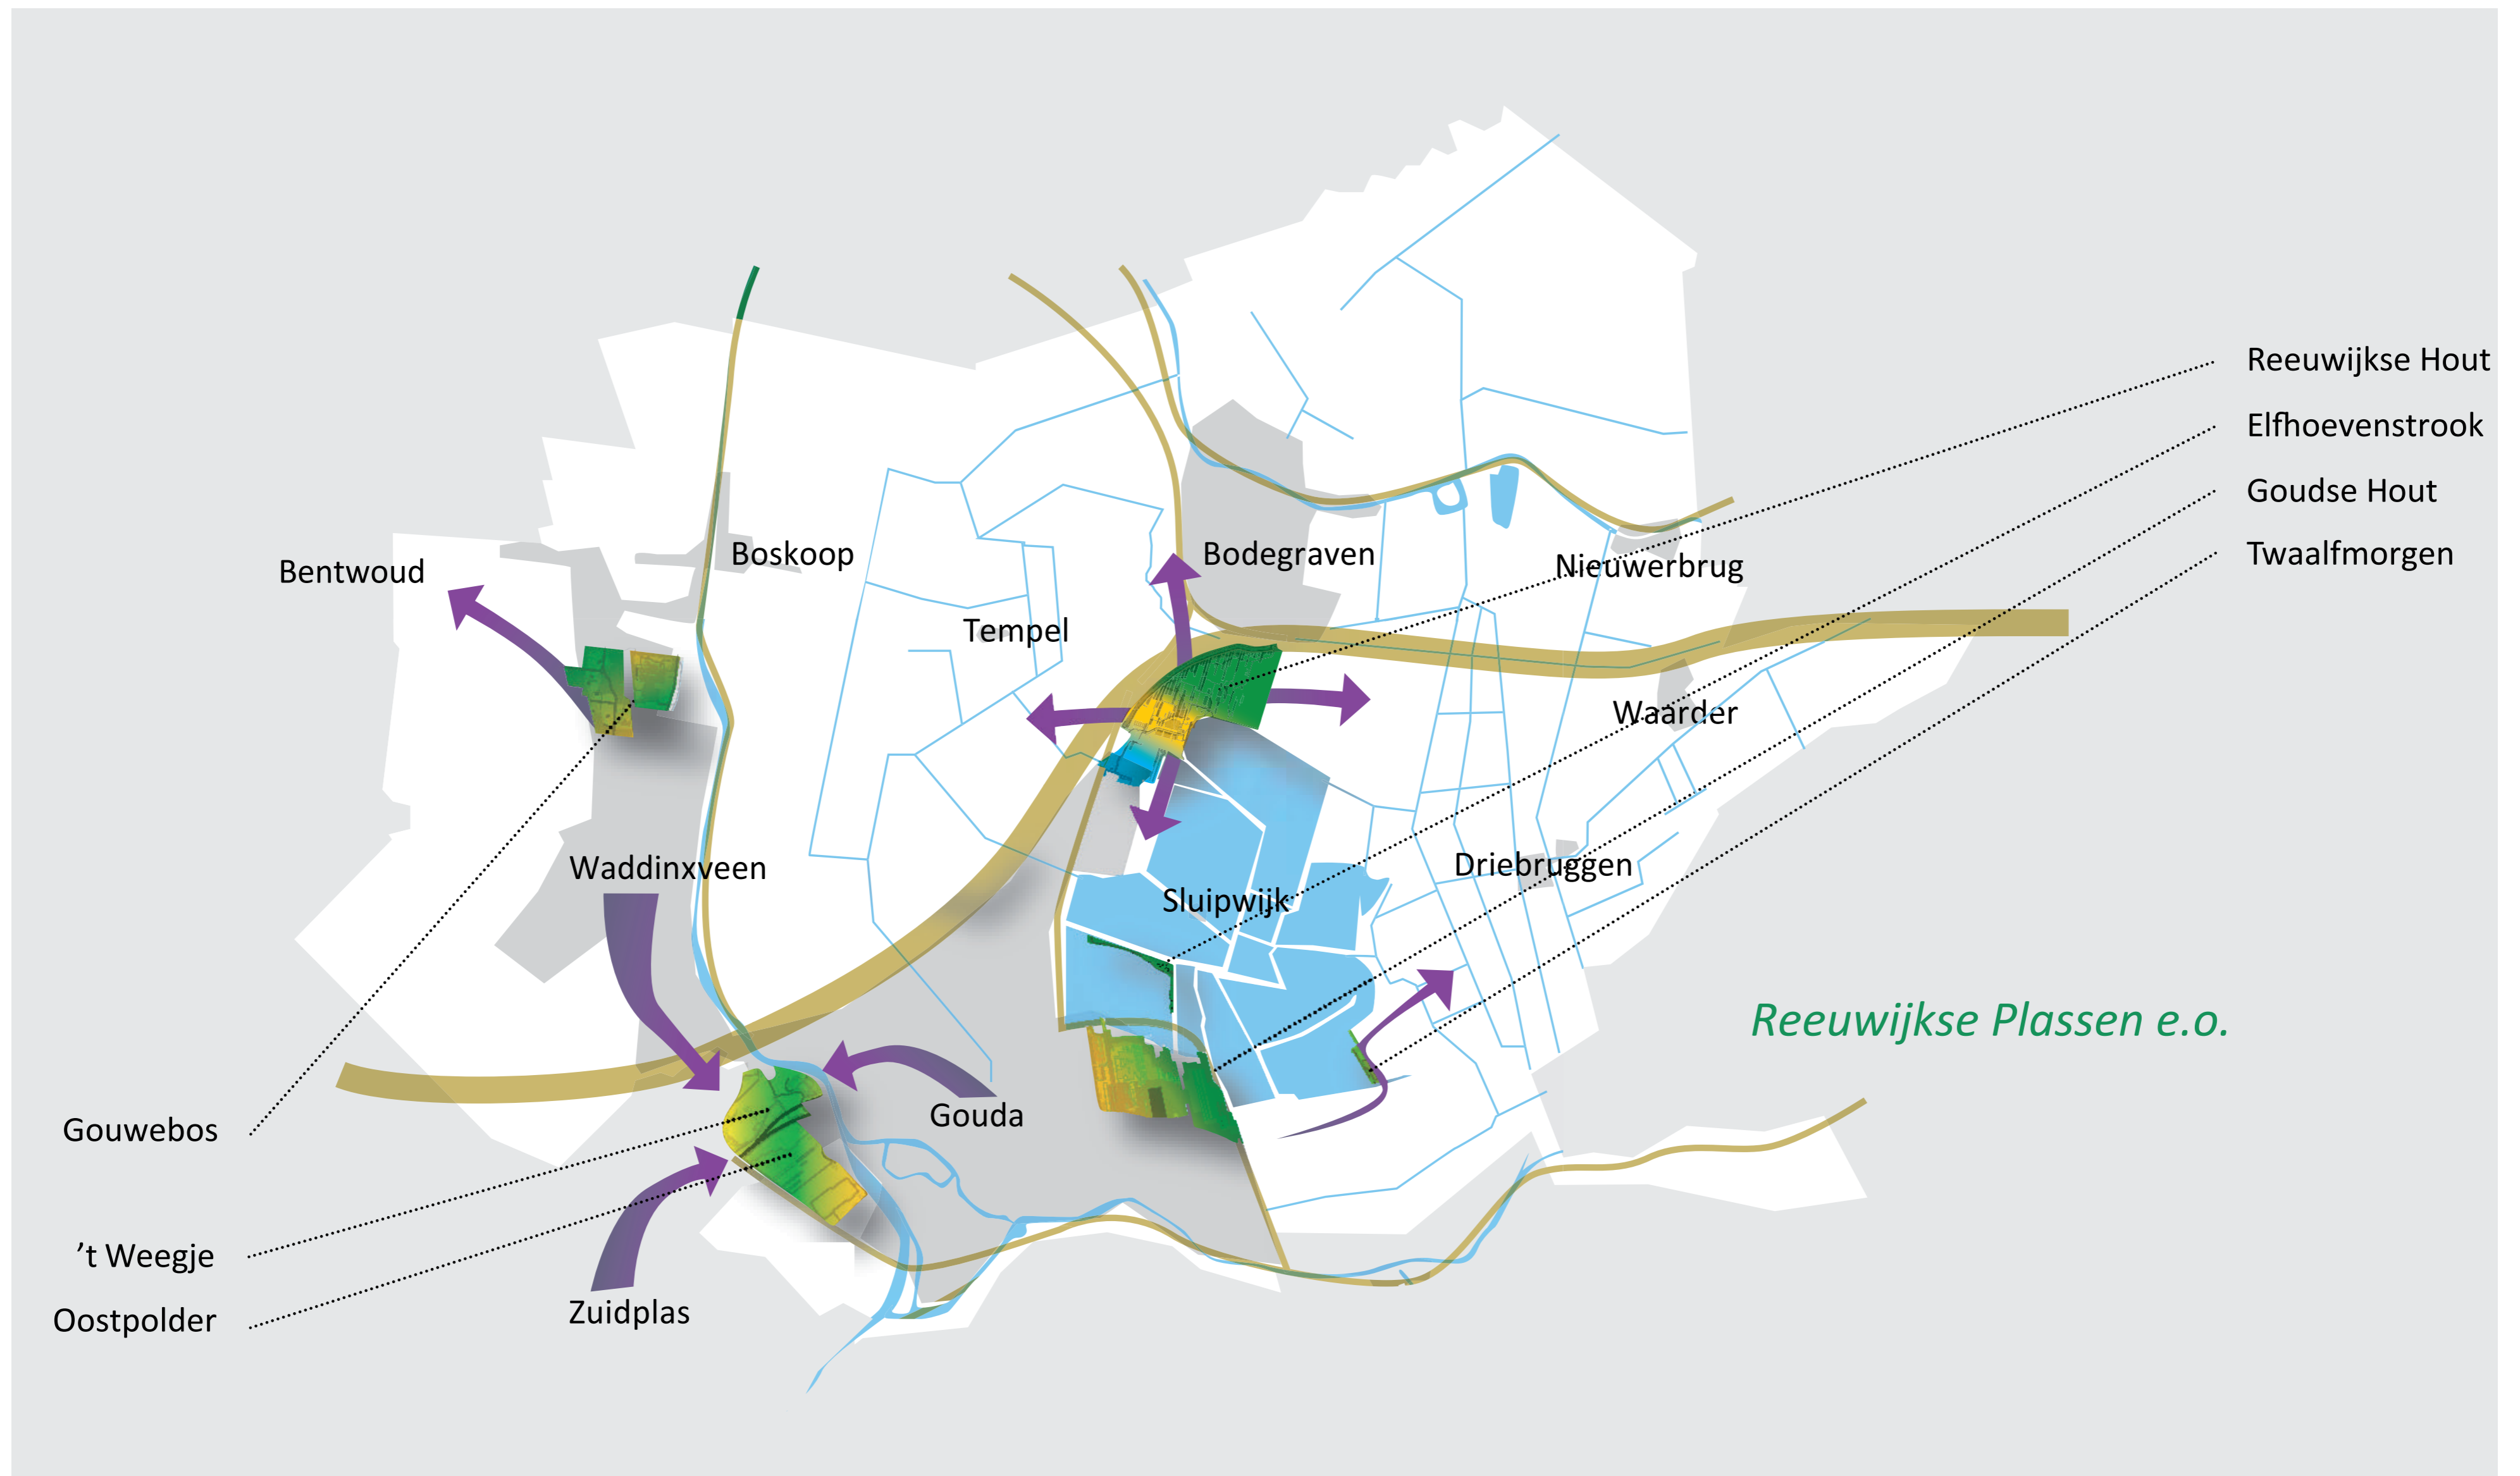 Reeuwijkse Hout
Elfhoevenstrook
Goudse Hout
Twaalfmorgen
Boskoop
Bodegraven
Nieuwerbrug
Bentwoud
Tempel
Waarder
Waddinxveen
Driebruggen
Sluipwijk
Reeuwijkse Plassen e.o.
Gouda
Gouwebos
’t Weegje
Zuidplas
Oostpolder